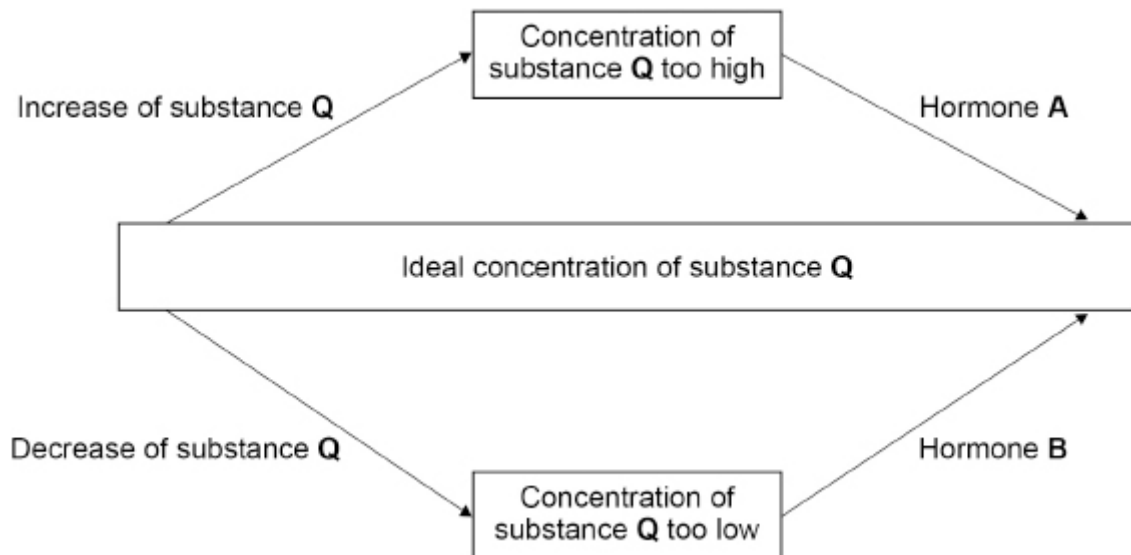 Concentration of
substance Q too high
Increase of substance Q
Hormone A
Ideal concentration of substance Q
Decrease of substance Q
Hormone B
Concentration of
substance Q too low